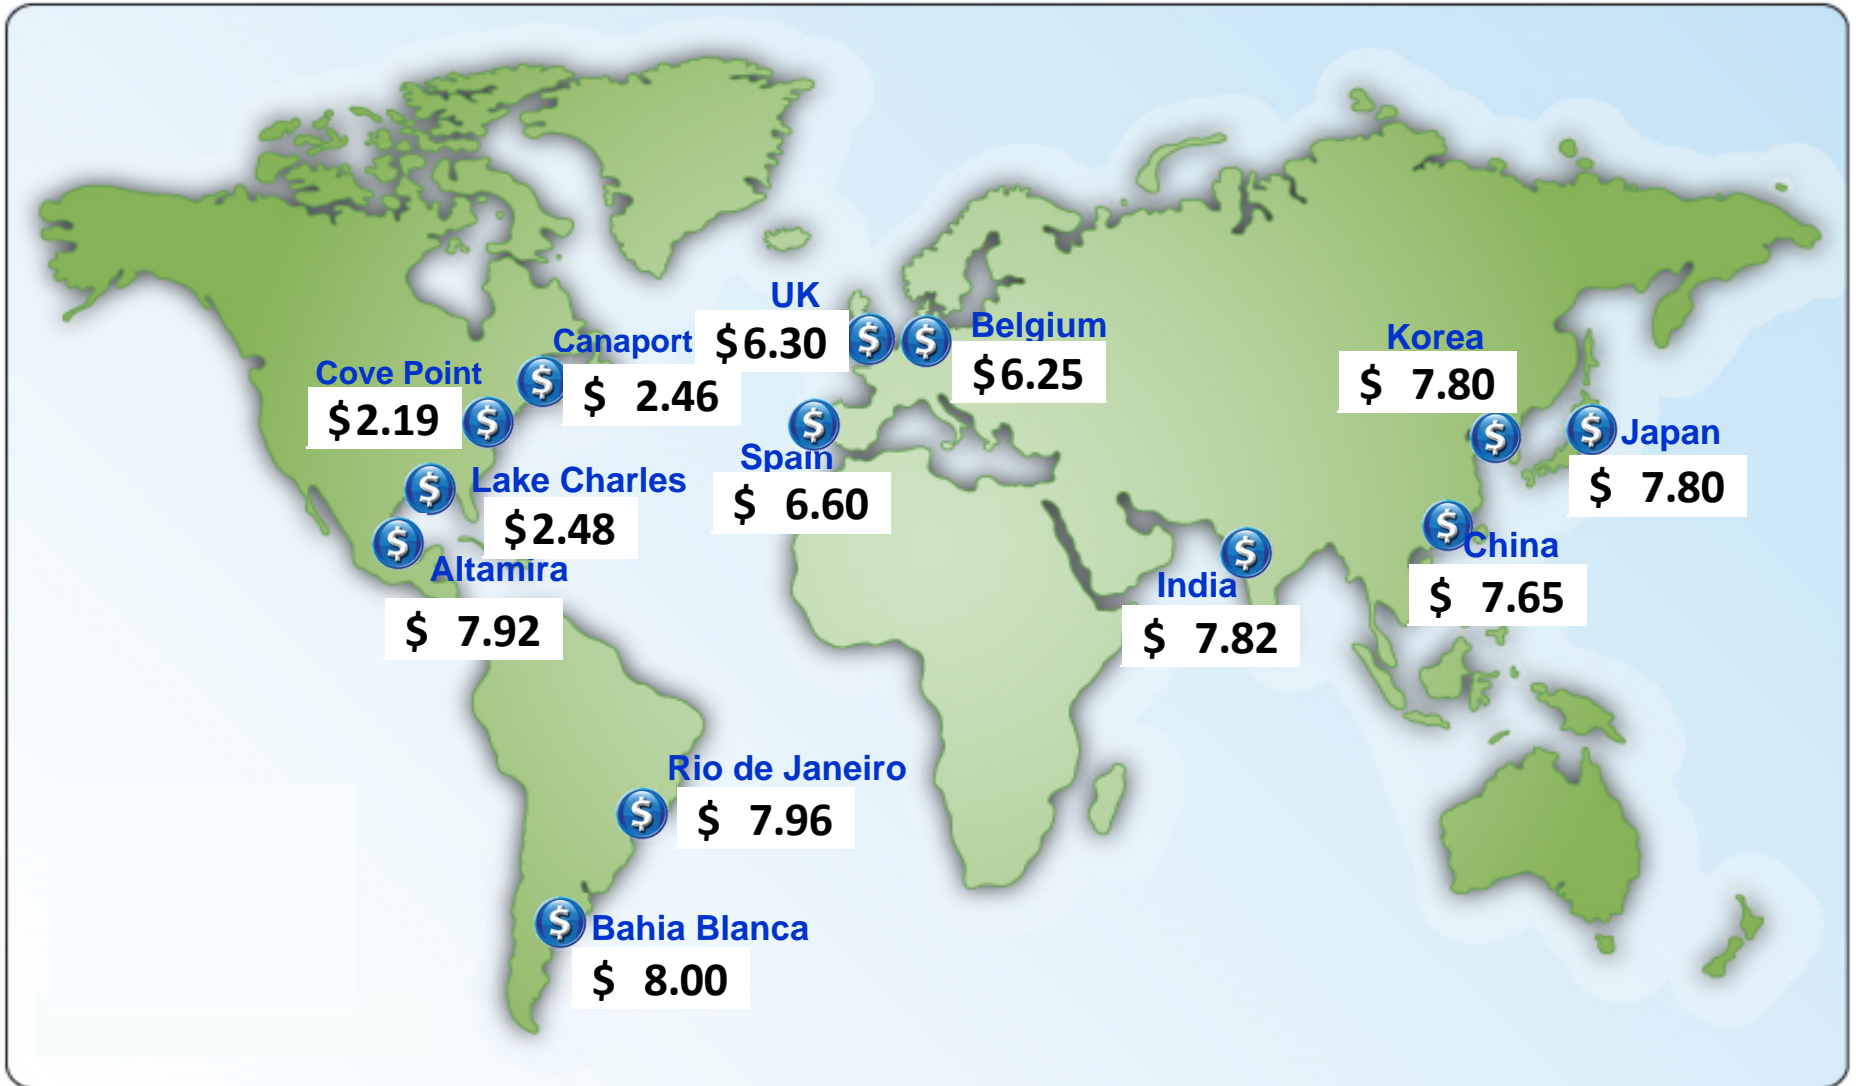 UK
$6.30
Belgium
$6.25
Canaport
$ 2.46
Korea
$ 7.80
Cove Point
$2.19
Japan
$ 7.80
Spain
$ 6.60
Lake Charles
$2.48
China
$ 7.65
Altamira
$ 7.92
India
$ 7.82
Rio de Janeiro
$ 7.96
Bahia Blanca
$ 8.00